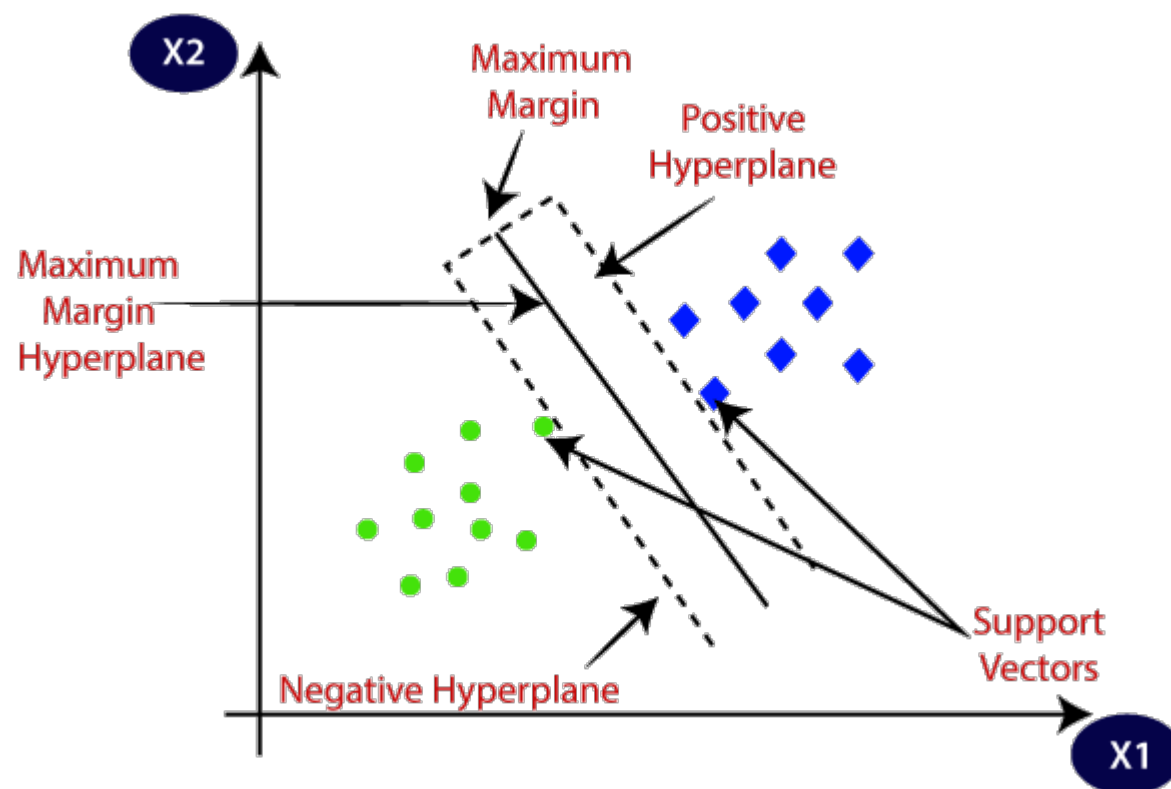 X2
Maximum
Margin
Positive
Hyperplane
Maximum
Margin
Hyperplane
Support
Vectors
Negative Hyperplane
X1